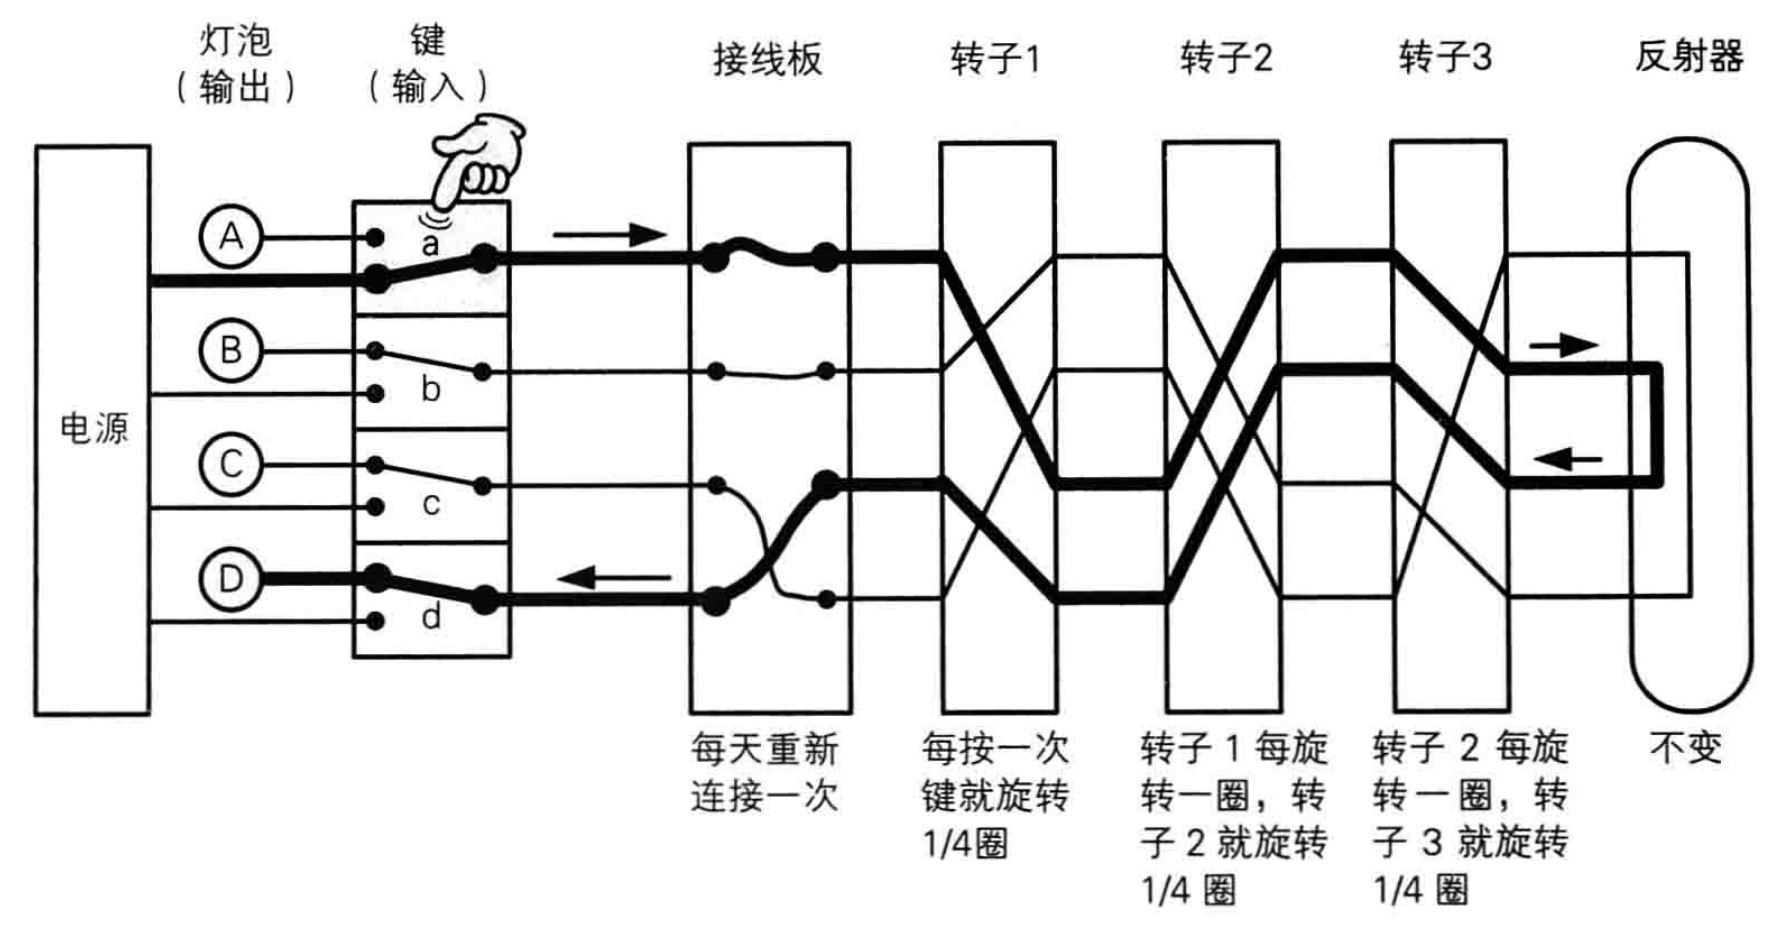 灯泡
（输出）
键
（输入）
接线板
转子1
转子2
转子3
反射器
电源
A
a
B
b
C
c
D
d
每天重新
连接一次
每按一次
键就旋转
1/4圈
转子 1 每旋
转一圈，转
子 2 就旋转
1/4 圈
转子 2 每旋
转一圈，转
子 3 就旋转
1/4 圈
不变